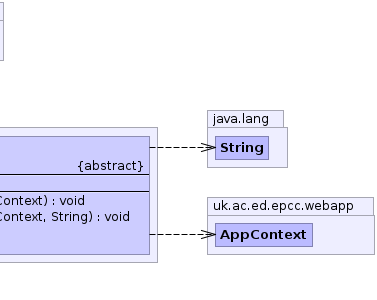 java.lang
String
{abstract}
Context) : void
Context, String) : void
uk.ac.ed.epcc.webapp
AppContext